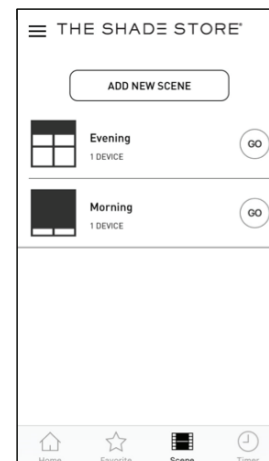 THE SHADE STORE®
ADD NEW SCENE
Evening
1 DEVICE
GO
Morning
1 DEVICE
GO
Home Favorite Scene Timer